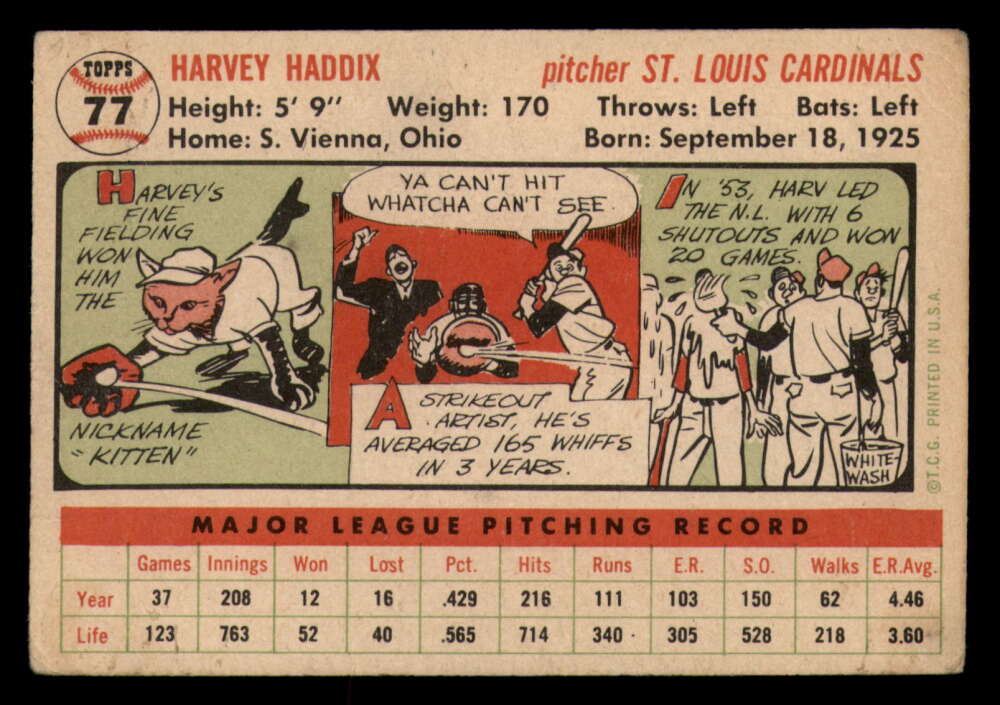 TOPPS
77
HARVEY HADDIX pitcher ST. LOUIS CARDINALS
Height: 5' 9" Weight: 170 Throws: Left Bats: Left
Home: S. Vienna, Ohio Born: September 18, 1925
HARVEY'S
FINE
FIELDING
WON
HIM
THE
NICKNAME
"KITTEN"
YA CAN'T HIT
WHATCHA CAN'T SEE.
A STRIKEOUT
ARTIST, HE'S
AVERAGED 165 WHIFFS
IN 3 YEARS.
IN '53, HARV LED
THE N.L. WITH 6
SHUTOUTS AND WON
20 GAMES.
WHITE-
WASH
©T.C.G. PRINTED IN U.S.A.
MAJOR LEAGUE PITCHING RECORD
Games Innings Won Lost Pct. Hits Runs E.R. S.O. Walks E.R.Avg.
Year 37 208 12 16 .429 216 111 103 150 62 4.46
Life 123 763 52 40 .565 714 340 305 528 218 3.60